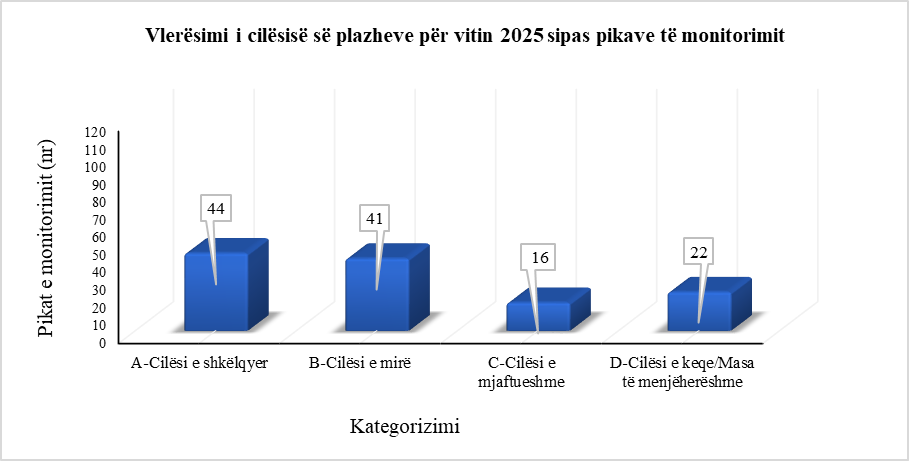 Vlerësimi i cilësisë së plazheve për vitin 2025 sipas pikave të monitorimit
Pikat e monitorimit (nr)
120
110
100
90
80
70
60
50
40
30
20
10
0
44
41
16
22
A-Cilësi e shkëlqyer
B-Cilësi e mirë
C-Cilësi e
mjaftueshme
D-Cilësi e keqe/Masa
të menjëherëshme
Kategorizimi